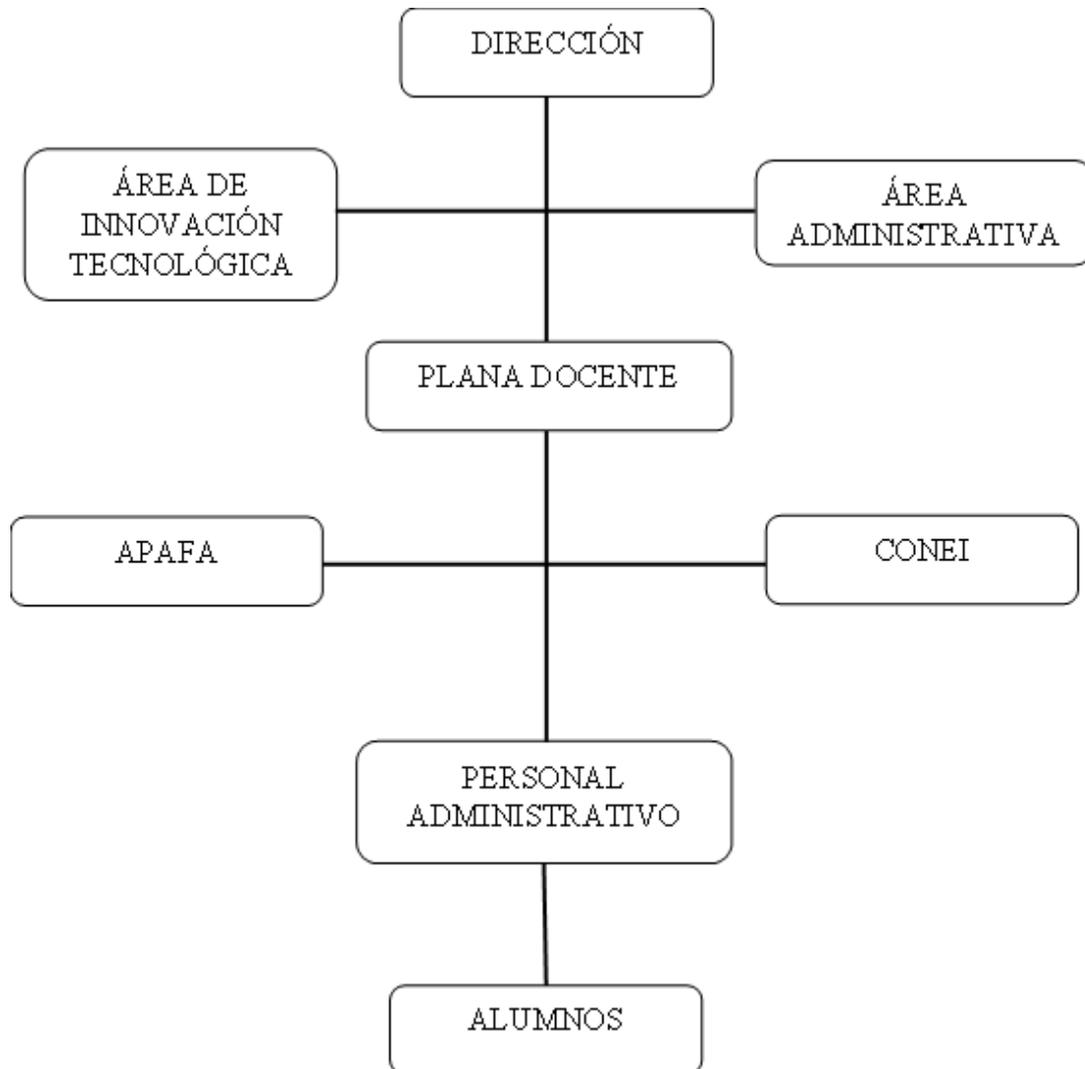 DIRECCIÓN
ÁREA DE
INNOVACIÓN
TECNOLÓGICA
ÁREA
ADMINISTRATIVA
PLANA DOCENTE
APAFA
CONEI
PERSONAL
ADMINISTRATIVO
ALUMNOS